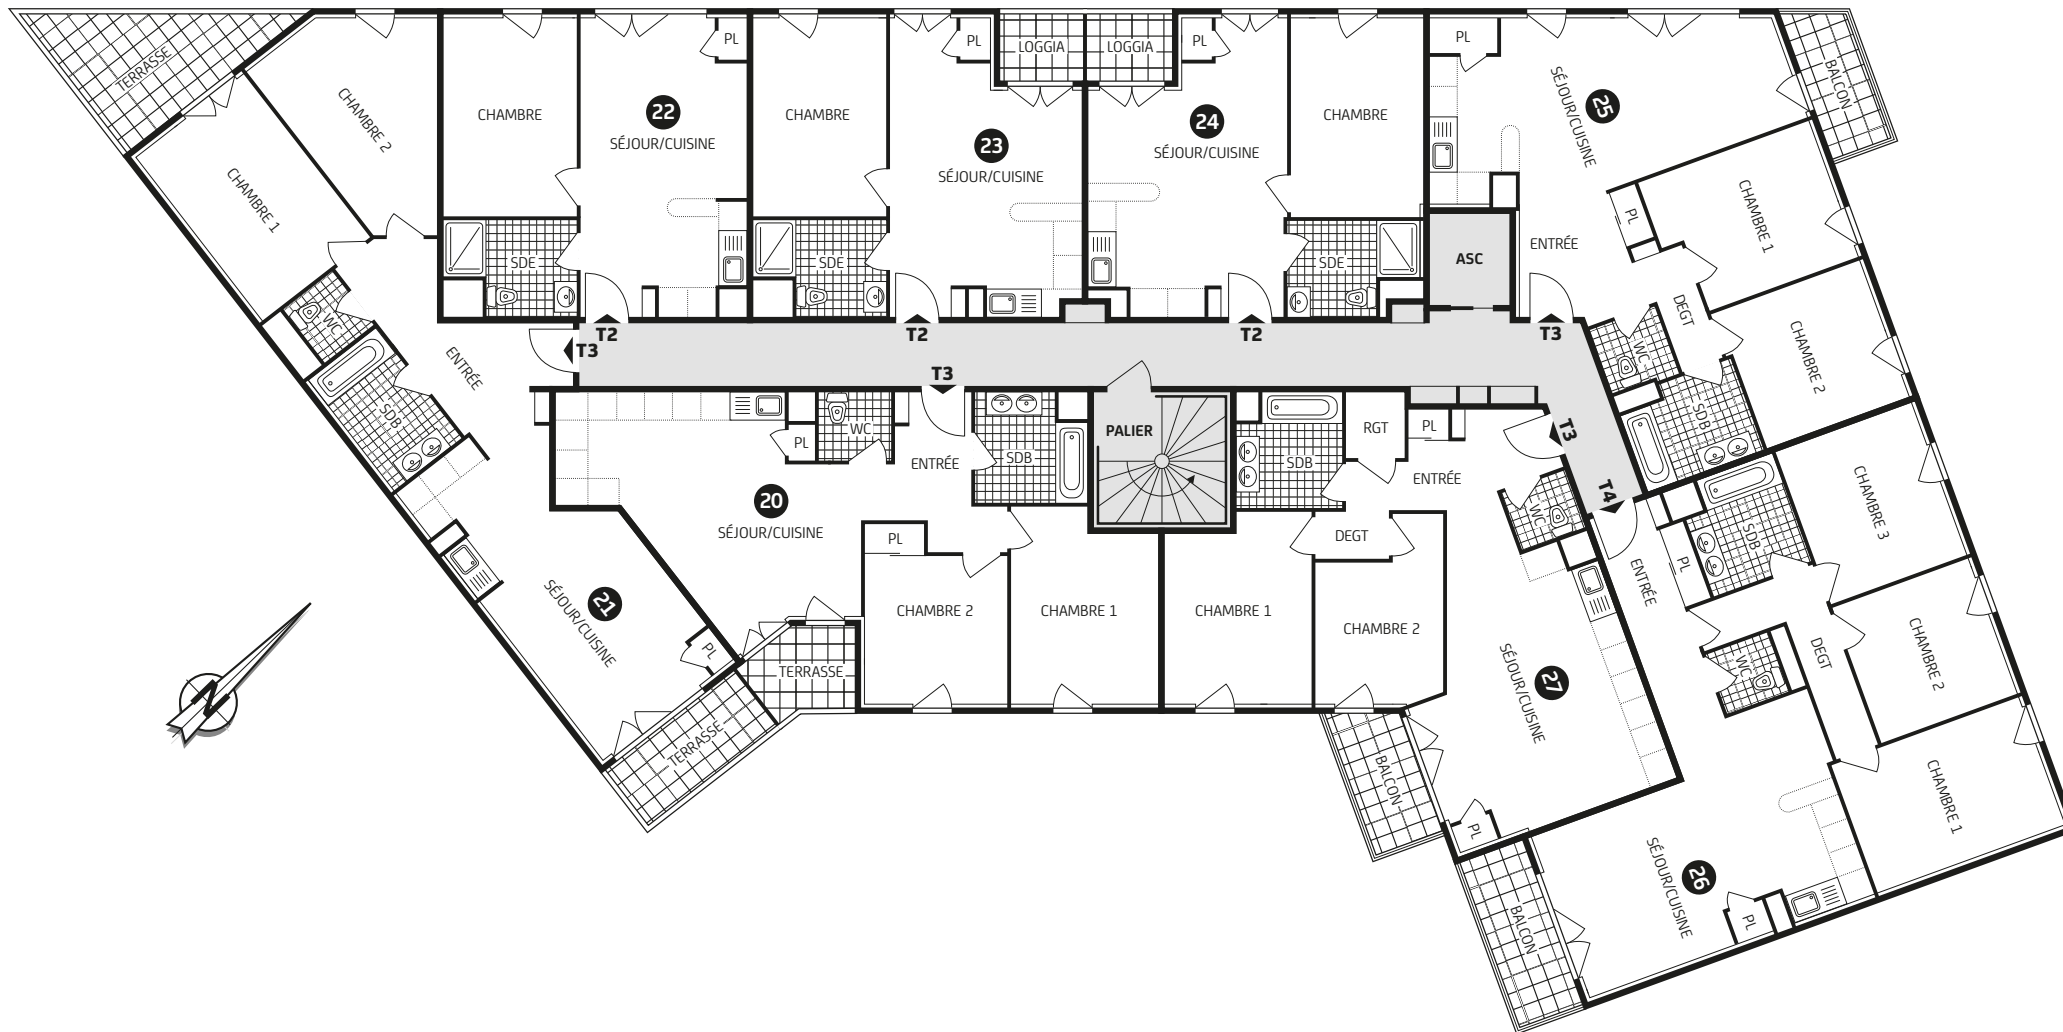 TERRASSE
CHAMBRE 2
CHAMBRE 1
WC
SDB
ENTRÉE
T3
21
SÉJOUR/CUISINE
PL
TERRASSE
N
CHAMBRE
22
SÉJOUR/CUISINE
PL
SDE
T2
CHAMBRE
23
SÉJOUR/CUISINE
PL
LOGGIA
SDE
T2
LOGGIA
PL
24
SÉJOUR/CUISINE
CHAMBRE
SDE
T2
PL
25
SÉJOUR/CUISINE
BALCON
ASC
ENTRÉE
PL
CHAMBRE 1
DEGT
CHAMBRE 2
WC
SDB
T3
T3
PL
WC
ENTRÉE
SDB
20
SÉJOUR/CUISINE
PL
CHAMBRE 2
CHAMBRE 1
TERRASSE
PALIER
SDB
RGT
PL
ENTRÉE
T3
WC
DEGT
CHAMBRE 1
CHAMBRE 2
27
SÉJOUR/CUISINE
BALCON
PL
T4
ENTRÉE
PL
SDB
CHAMBRE 3
WC
DEGT
CHAMBRE 2
CHAMBRE 1
26
SÉJOUR/CUISINE
PL
BALCON